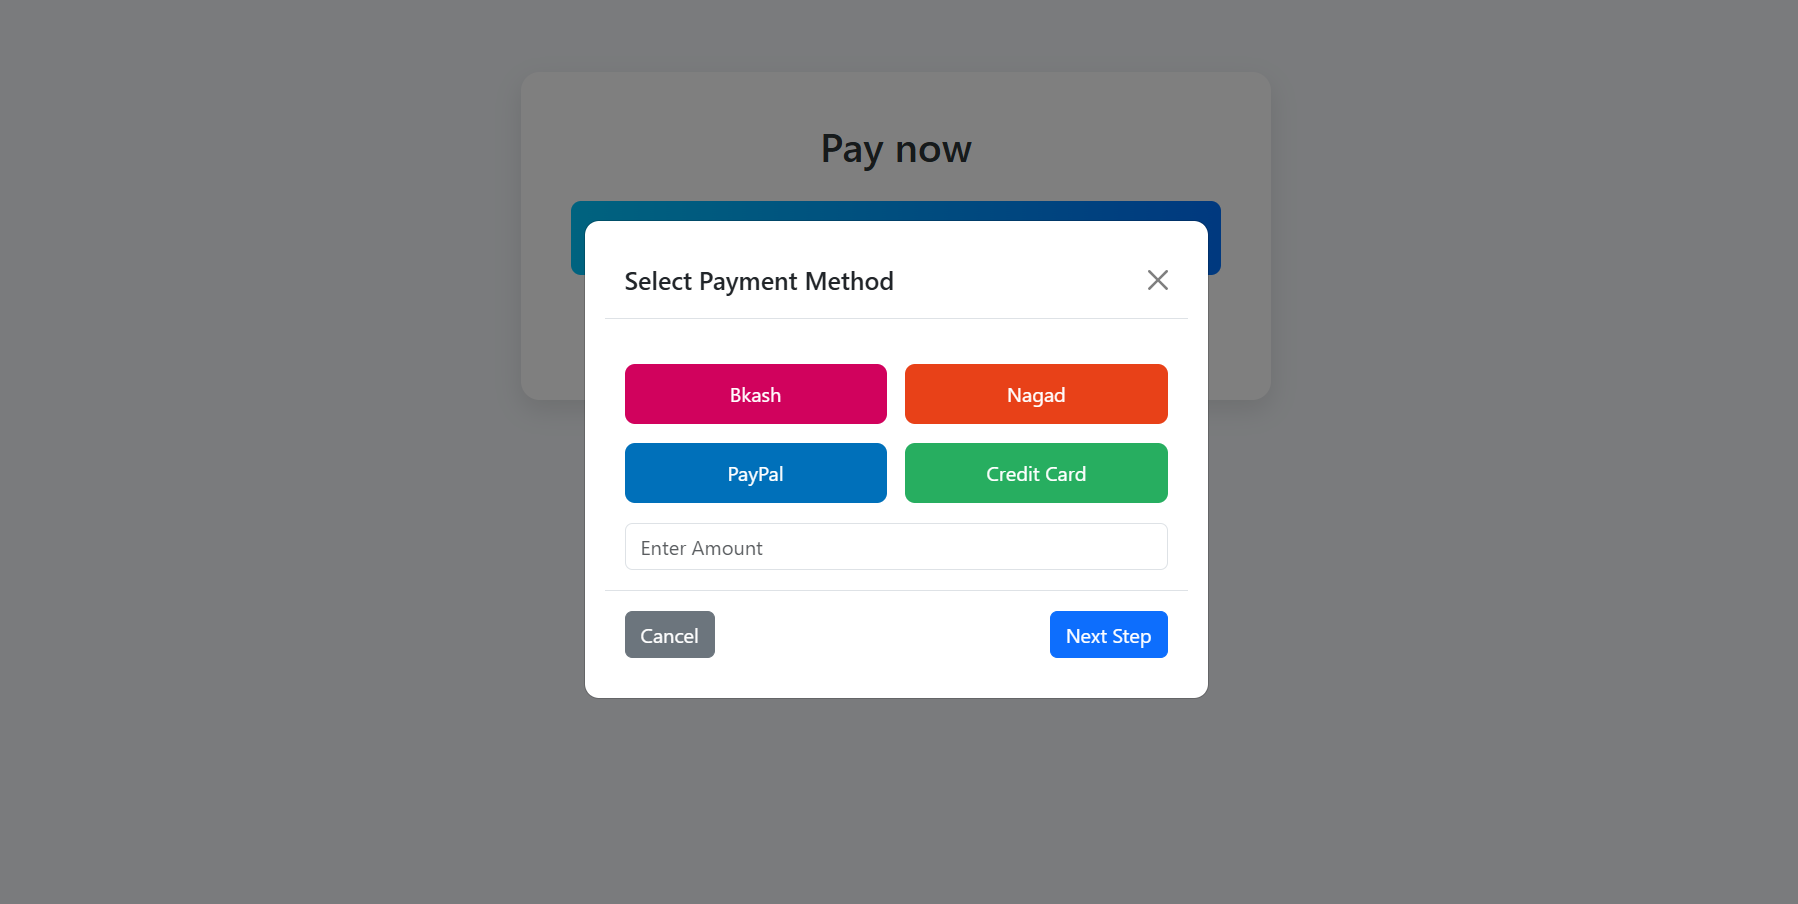 Pay now
Select Payment Method
Bkash
Nagad
PayPal
Credit Card
Enter Amount
Cancel
Next Step